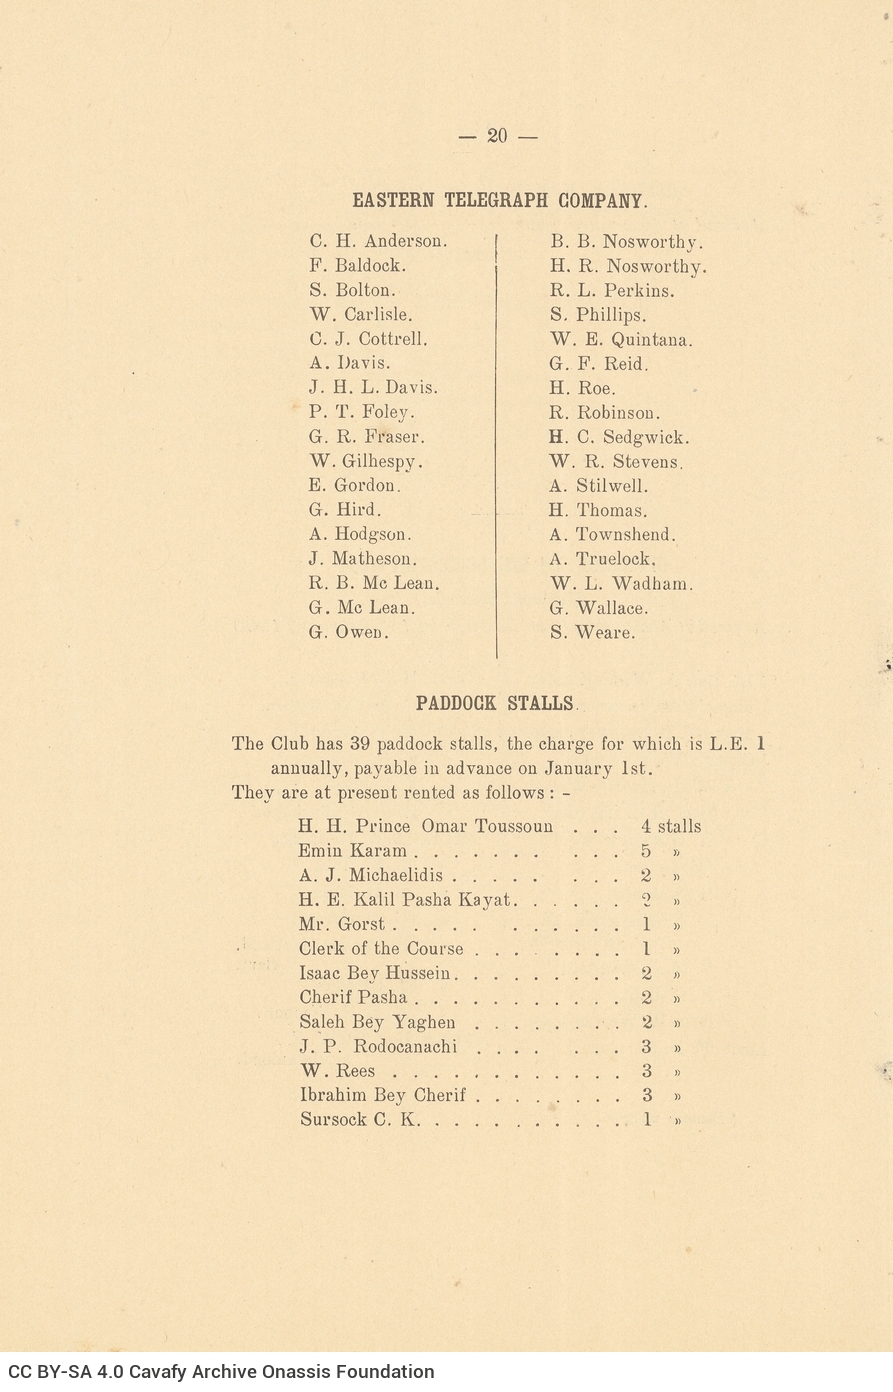 — 20 —
EASTERN TELEGRAPH COMPANY.
C. H. Anderson.
F. Baldock.
S. Bolton.
W. Carlisle.
C. J. Cottrell.
A. Davis.
J. H. L. Davis.
P. T. Foley.
G. R. Fraser.
W. Gilhespy.
E. Gordon.
G. Hird.
A. Hodgson.
J. Matheson.
R. B. Mc Lean.
G. Mc Lean.
G. Owen.
B. B. Nosworthy.
H. R. Nosworthy.
R. L. Perkins.
S. Phillips.
W. E. Quintana.
G. F. Reid.
H. Roe.
R. Robinson.
H. C. Sedgwick.
W. R. Stevens.
A. Stilwell.
H. Thomas.
A. Townshend.
A. Truelock.
W. L. Wadham.
G. Wallace.
S. Weare.
PADDOCK STALLS.
The Club has 39 paddock stalls, the charge for which is L.E. 1
annually, payable in advance on January 1st.
They are at present rented as follows : –
H. H. Prince Omar Toussoun . . . 4 stalls
Emin Karam . . . . . . . . . . 5 »
A. J. Michaelidis . . . . . . . . 2 »
H. E. Kalil Pasha Kayat. . . . . . 2 »
Mr. Gorst . . . . . . . . . . . 1 »
Clerk of the Course . . . . . . . 1 »
Isaac Bey Hussein. . . . . . . . 2 »
Cherif Pasha . . . . . . . . . . 2 »
Saleh Bey Yaghen . . . . . . . 2 »
J. P. Rodocanachi . . . . . . . 3 »
W. Rees . . . . . . . . . . . 3 »
Ibrahim Bey Cherif . . . . . . . 3 »
Sursock C. K. . . . . . . . . . 1 »
CC BY-SA 4.0 Cavafy Archive Onassis Foundation